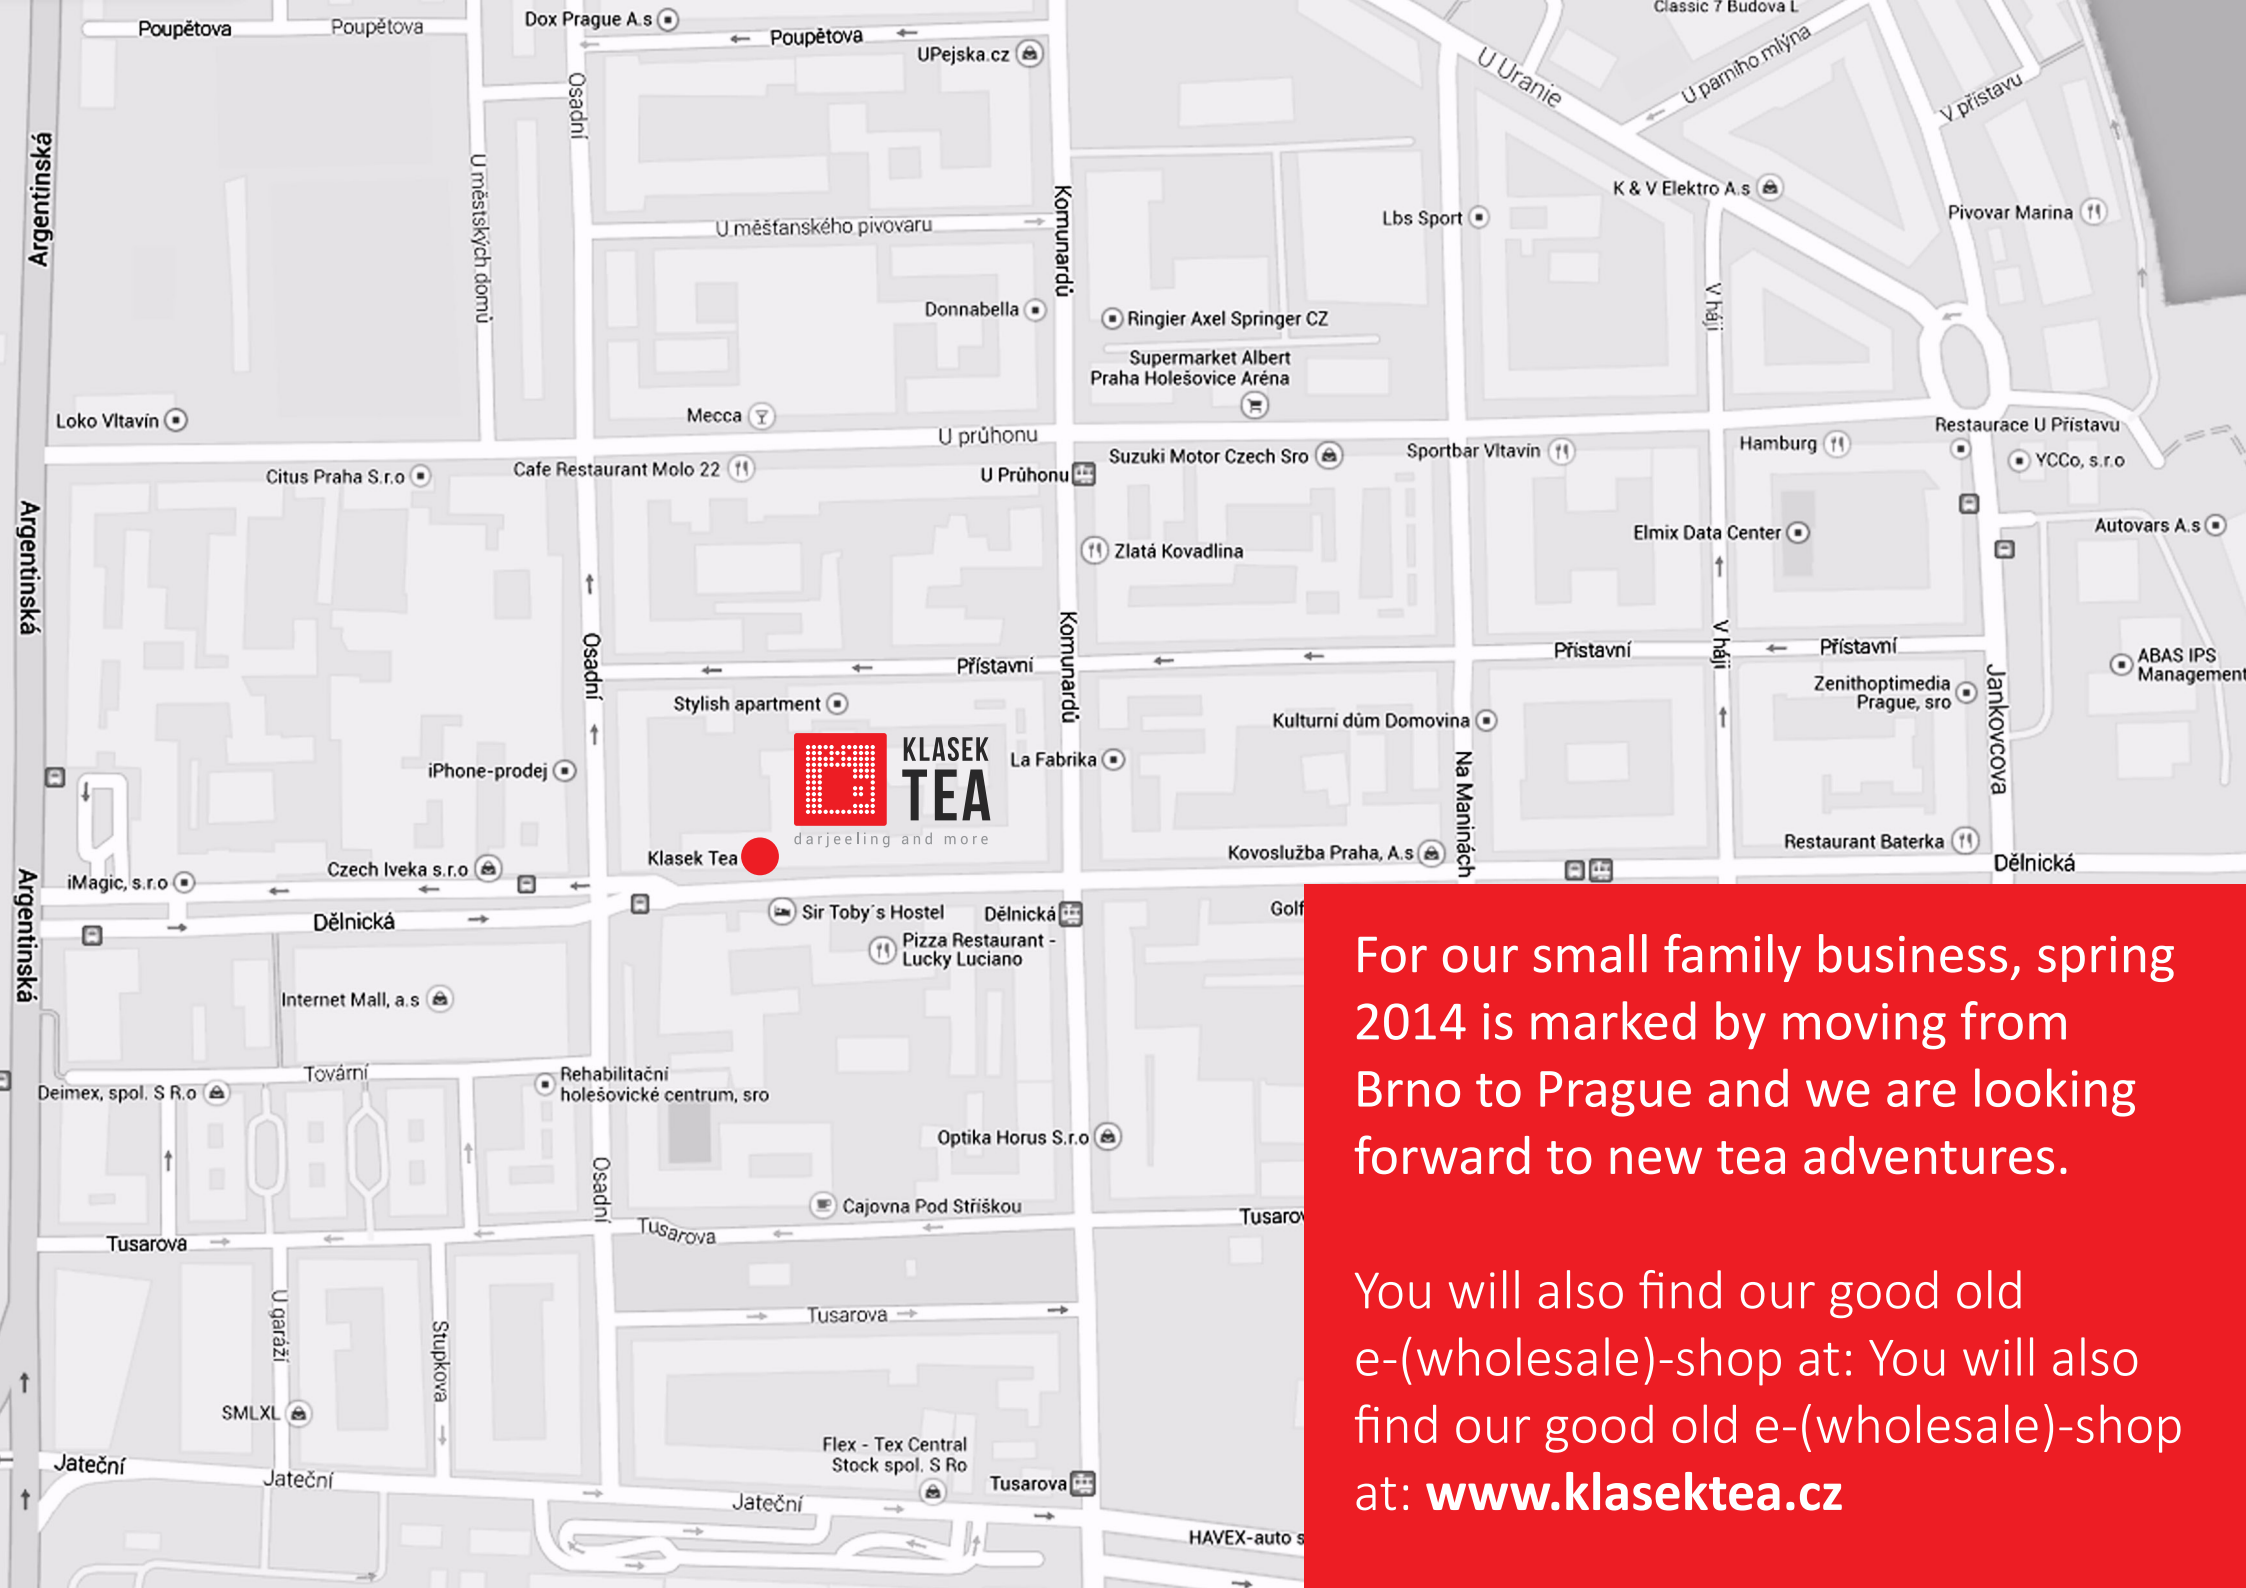 Classic 7 Budova L
Dox Prague A.s
Poupětova
Poupětova
Poupětova
UPejska.cz
U Uranie
U parního mlýna
V přístavu
Osadní
Argentinská
U městských domů
Komunardů
K & V Elektro A.s
Lbs Sport
Pivovar Marina
U měšťanského pivovaru
Donnabella
Ringier Axel Springer CZ
V háji
Supermarket Albert
Praha Holešovice Aréna
Loko Vltavín
Mecca
U průhonu
Restaurace U Přístavu
Citus Praha S.r.o
Cafe Restaurant Molo 22
U Průhonu
Suzuki Motor Czech Sro
Sportbar Vltavín
Hamburg
YCCo, s.r.o
Argentinská
Zlatá Kovadlina
Elmix Data Center
Autovars A.s
Osadní
Komunardů
Přístavní
Přístavní
V háji
Přístavní
Jankovcova
ABAS IPS
Management
Stylish apartment
Zenithoptimedia
Prague, sro
Kulturní dům Domovina
KLASEK
TEA
darjeeling and more
La Fabrika
iPhone-prodej
Na Maninách
Klasek Tea
Kovoslužba Praha, A.s
Restaurant Baterka
Dělnická
Czech Iveka s.r.o
iMagic, s.r.o
Argentinská
Dělnická
Sir Toby´s Hostel
Dělnická
Golf
Pizza Restaurant -
Lucky Luciano
Internet Mall, a.s
Tovární
Deimex, spol. S R.o
Rehabilitační
holešovické centrum, sro
Optika Horus S.r.o
Osadní
Čajovna Pod Stříškou
Tusarova
Tusarova
Tusarov
U garáží
Stupkova
Tusarova
SMLXL
Flex - Tex Central
Stock spol. S Ro
Jateční
Jateční
Jateční
Tusarova
HAVEX-auto s
For our small family business, spring
2014 is marked by moving from
Brno to Prague and we are looking
forward to new tea adventures.
You will also find our good old
e-(wholesale)-shop at: You will also
find our good old e-(wholesale)-shop
at: www.klasektea.cz